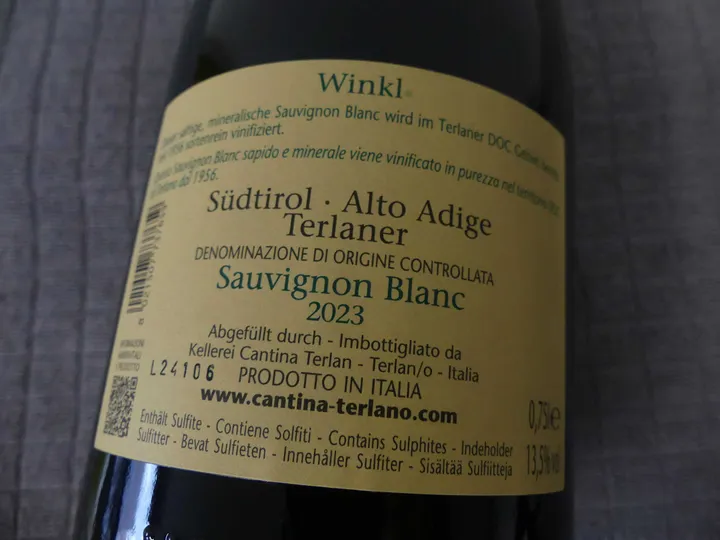 Winkl
saftige, mineralische Sauvignon Blanc wird im Terlaner DOC
1956 sortenrein vinifiziert.
Sauvignon Blanc sapido e minerale viene vinificato in purezza nel
dal 1956.
Südtirol · Alto Adige
Terlaner
DENOMINAZIONE DI ORIGINE CONTROLLATA
Sauvignon Blanc
2023
Abgefüllt durch - Imbottigliato da
Kellerei Cantina Terlan - Terlan/o - Italia
L24106 PRODOTTO IN ITALIA
www.cantina-terlano.com
0,75l e
Enthält Sulfite - Contiene Solfiti - Contains Sulphites - Indeholder
Sulfitter - Bevat Sulfieten - Innehåller Sulfiter - Sisältää Sulfiitteja
13,5% vol